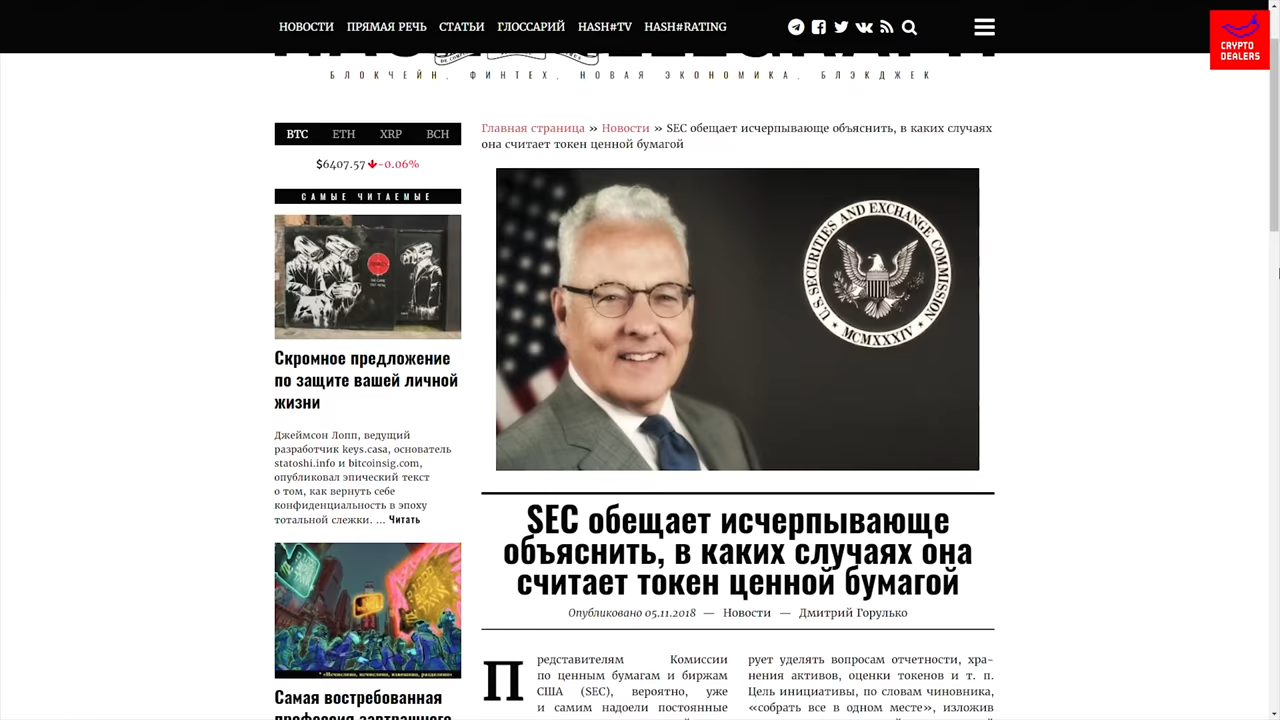 НОВОСТИ ПРЯМАЯ РЕЧЬ СТАТЬИ ГЛОССАРИЙ HASH#TV HASH#RATING
CRYPTO
DEALERS
БЛОКЧЕЙН, ФИНТЕХ, НОВАЯ ЭКОНОМИКА, БЛЭКДЖЕК
BTC ETH XRP BCH
$6407.57 -0.06%
САМЫЕ ЧИТАЕМЫЕ
Скромное предложение
по защите вашей личной
жизни
Джеймсон Лопп, ведущий
разработчик keys.casa, основатель
statoshi.info и bitcoinsig.com,
опубликовал эпический текст
о том, как вернуть себе
конфиденциальность в эпоху
тотальной слежки. ... Читать
Самая востребованная
профессия завтрашнего
Главная страница » Новости » SEC обещает исчерпывающе объяснить, в каких случаях
она считает токен ценной бумагой
U.S. SECURITIES AND EXCHANGE COMMISSION
MCMXXXIV
SEC обещает исчерпывающе
объяснить, в каких случаях она
считает токен ценной бумагой
Опубликовано 05.11.2018 — Новости — Дмитрий Горулько
Представителям Комиссии
по ценным бумагам и биржам
США (SEC), вероятно, уже
и самим надоели постоянные
рует уделять вопросам отчетности, хра-
нения активов, оценки токенов и т. п.
Цель инициативы, по словам чиновника,
«собрать все в одном месте», изложив